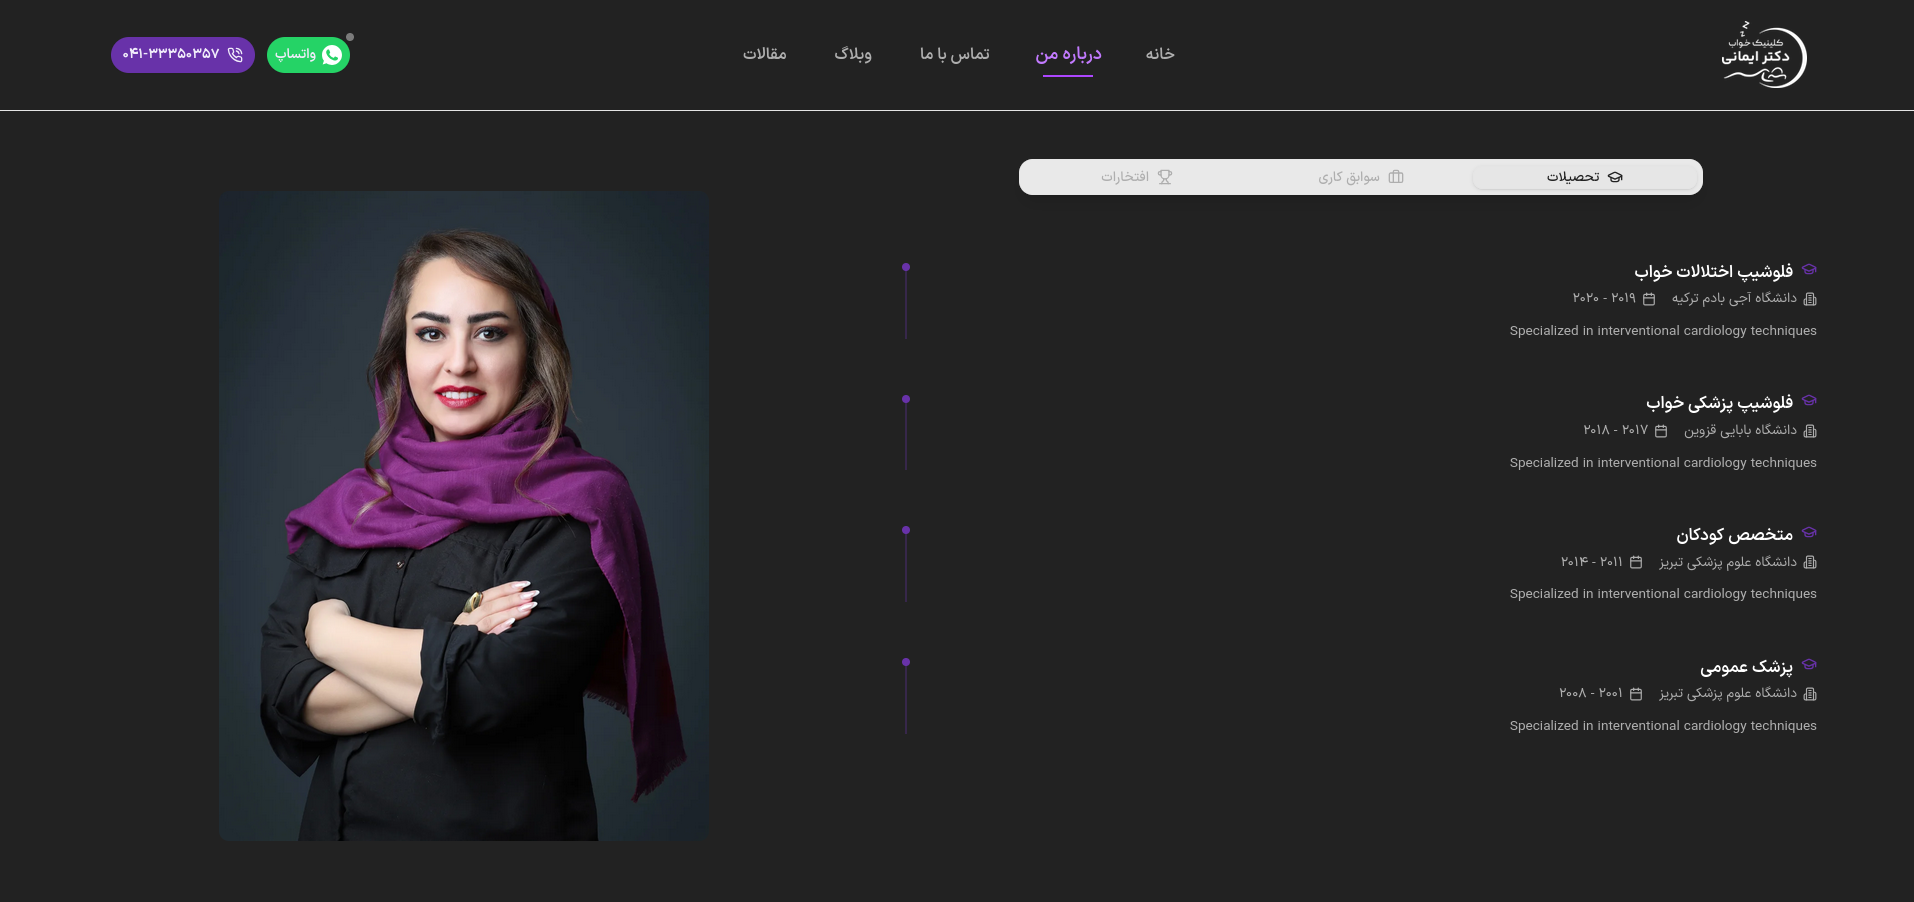 کلینیک خواب
دکتر ایمانی
خانه
درباره من
تماس با ما
وبلاگ
مقالات
واتساپ
۰۴۱-۳۳۳۵۰۳۵۷
تحصیلات
سوابق کاری
افتخارات
فلوشیپ اختلالات خواب
دانشگاه آجی بادم ترکیه ۲۰۱۹ - ۲۰۲۰
Specialized in interventional cardiology techniques
فلوشیپ پزشکی خواب
دانشگاه بابایی قزوین ۲۰۱۷ - ۲۰۱۸
Specialized in interventional cardiology techniques
متخصص کودکان
دانشگاه علوم پزشکی تبریز ۲۰۱۱ - ۲۰۱۴
Specialized in interventional cardiology techniques
پزشک عمومی
دانشگاه علوم پزشکی تبریز ۲۰۰۱ - ۲۰۰۸
Specialized in interventional cardiology techniques